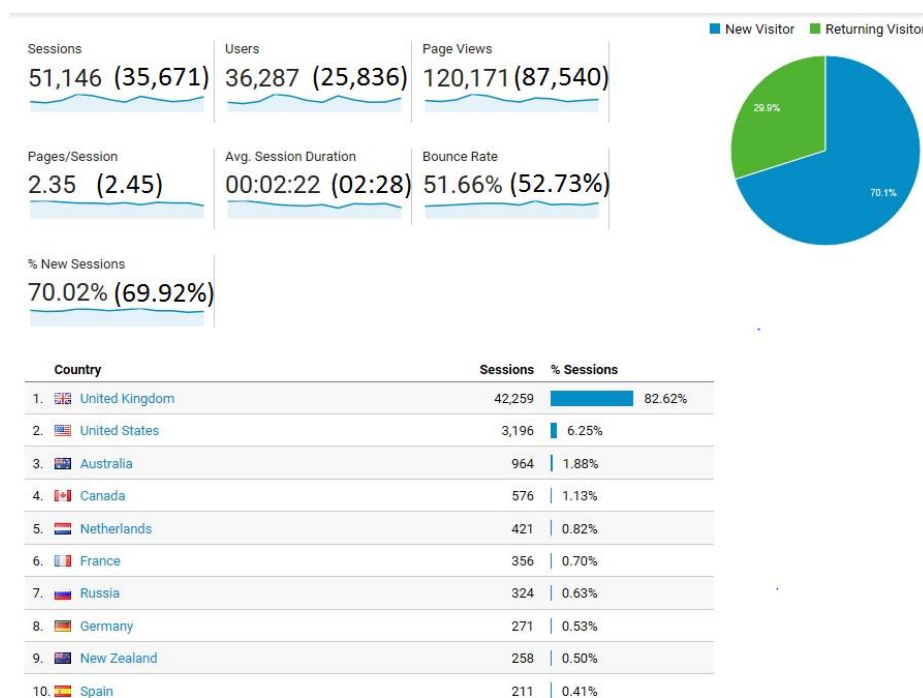 New Visitor Returning Visitor
Sessions Users Page Views
51,146 (35,671) 36,287 (25,836) 120,171 (87,540)
29.9%
70.1%
Pages/Session Avg. Session Duration Bounce Rate
2.35 (2.45) 00:02:22 (02:28) 51.66% (52.73%)
% New Sessions
70.02% (69.92%)
Country Sessions % Sessions
1. United Kingdom 42,259 82.62%
2. United States 3,196 6.25%
3. Australia 964 1.88%
4. Canada 576 1.13%
5. Netherlands 421 0.82%
6. France 356 0.70%
7. Russia 324 0.63%
8. Germany 271 0.53%
9. New Zealand 258 0.50%
10. Spain 211 0.41%